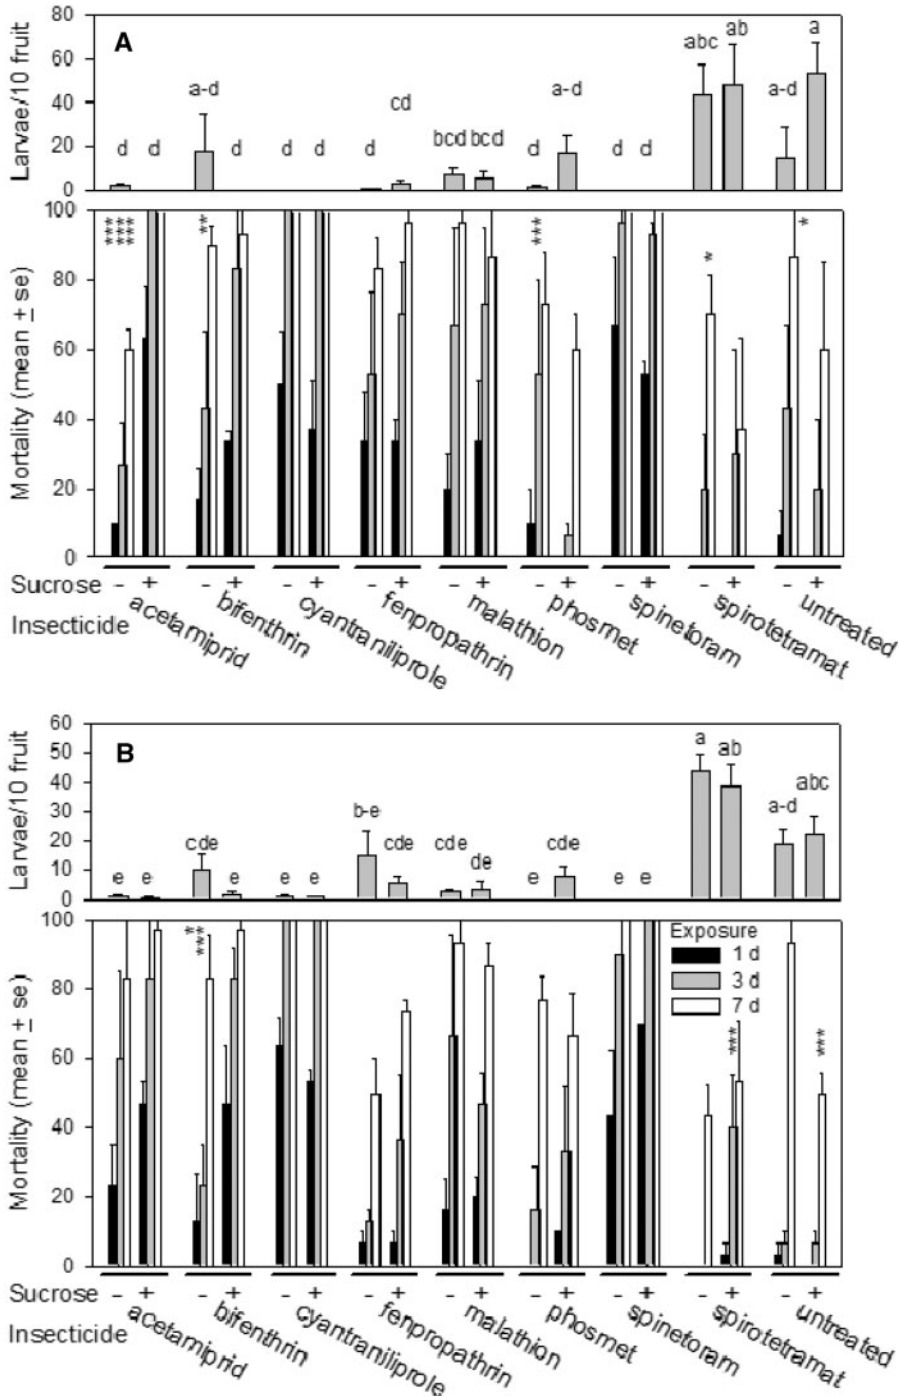 80
60
40
20
0
Larvae/10 fruit
A
d d a-d d d d d cd bcd bcd d a-d d d abc ab a-d a
100
80
60
40
20
0
Mortality (mean ± se)
*** *** *** ** *** * *
Sucrose - + - + - + - + - + - + - + - + - +
Insecticide acetamiprid bifenthrin cyantraniliprole fenpropathrin malathion phosmet spinetoram spirotetramat untreated
60
50
40
30
20
10
0
Larvae/10 fruit
B
e e cde e e e b-e cde cde de e cde e e a ab a-d abc
100
80
60
40
20
0
Mortality (mean ± se)
* *** *** ***
Exposure
1 d
3 d
7 d
Sucrose - + - + - + - + - + - + - + - + - +
Insecticide acetamiprid bifenthrin cyantraniliprole fenpropathrin malathion phosmet spinetoram spirotetramat untreated